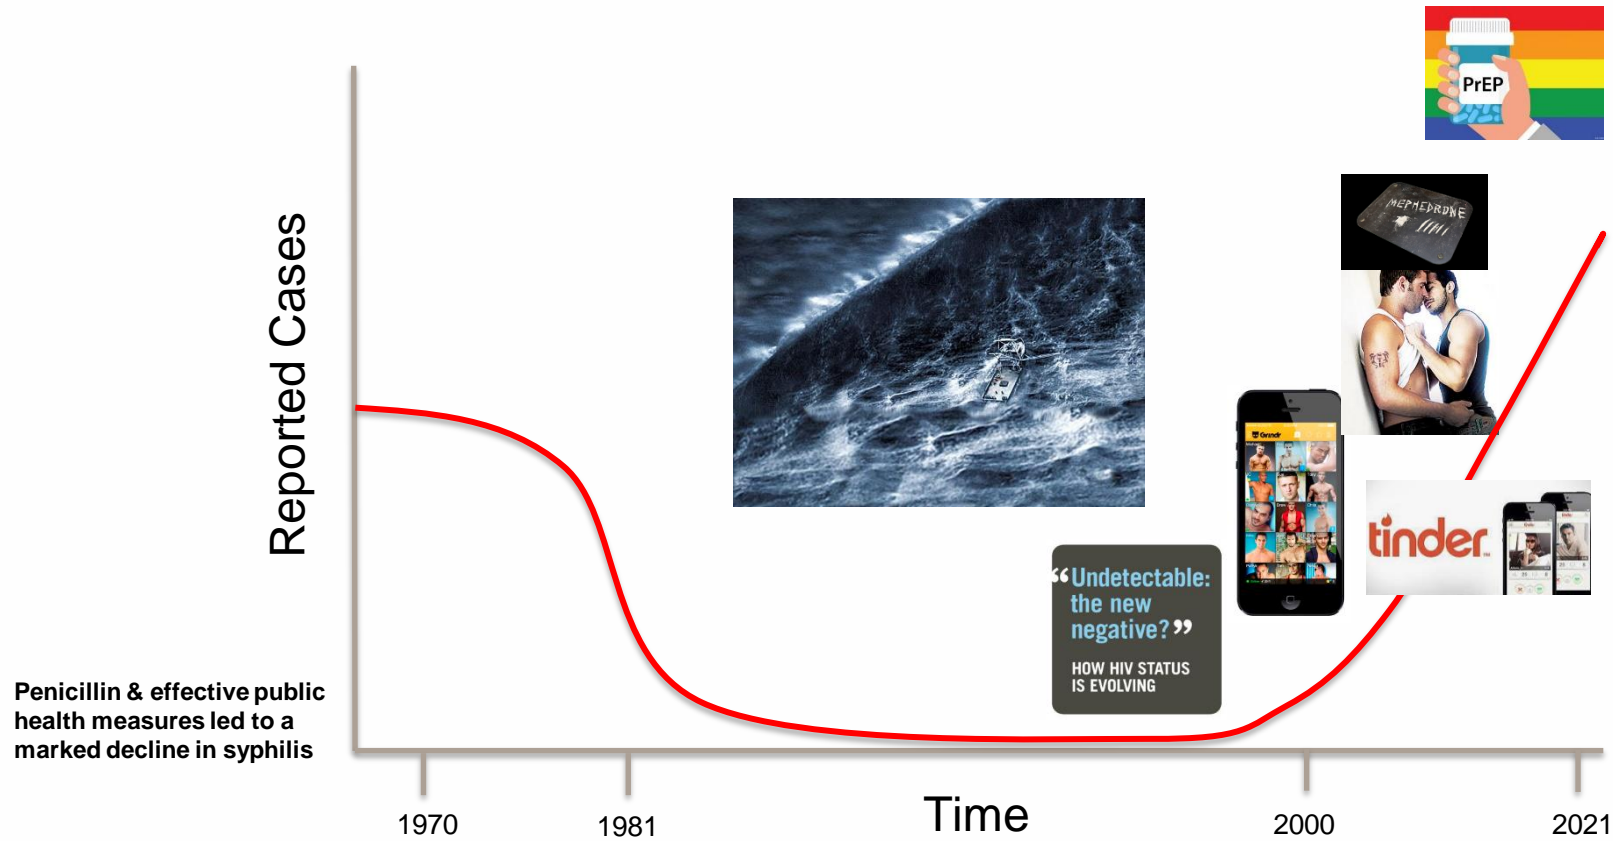 PrEP
MEPHEDRONE
Reported Cases
Grindr
tinder
“Undetectable:
the new
negative?”
HOW HIV STATUS
IS EVOLVING
Penicillin & effective public
health measures led to a
marked decline in syphilis
1970
1981
Time
2000
2021